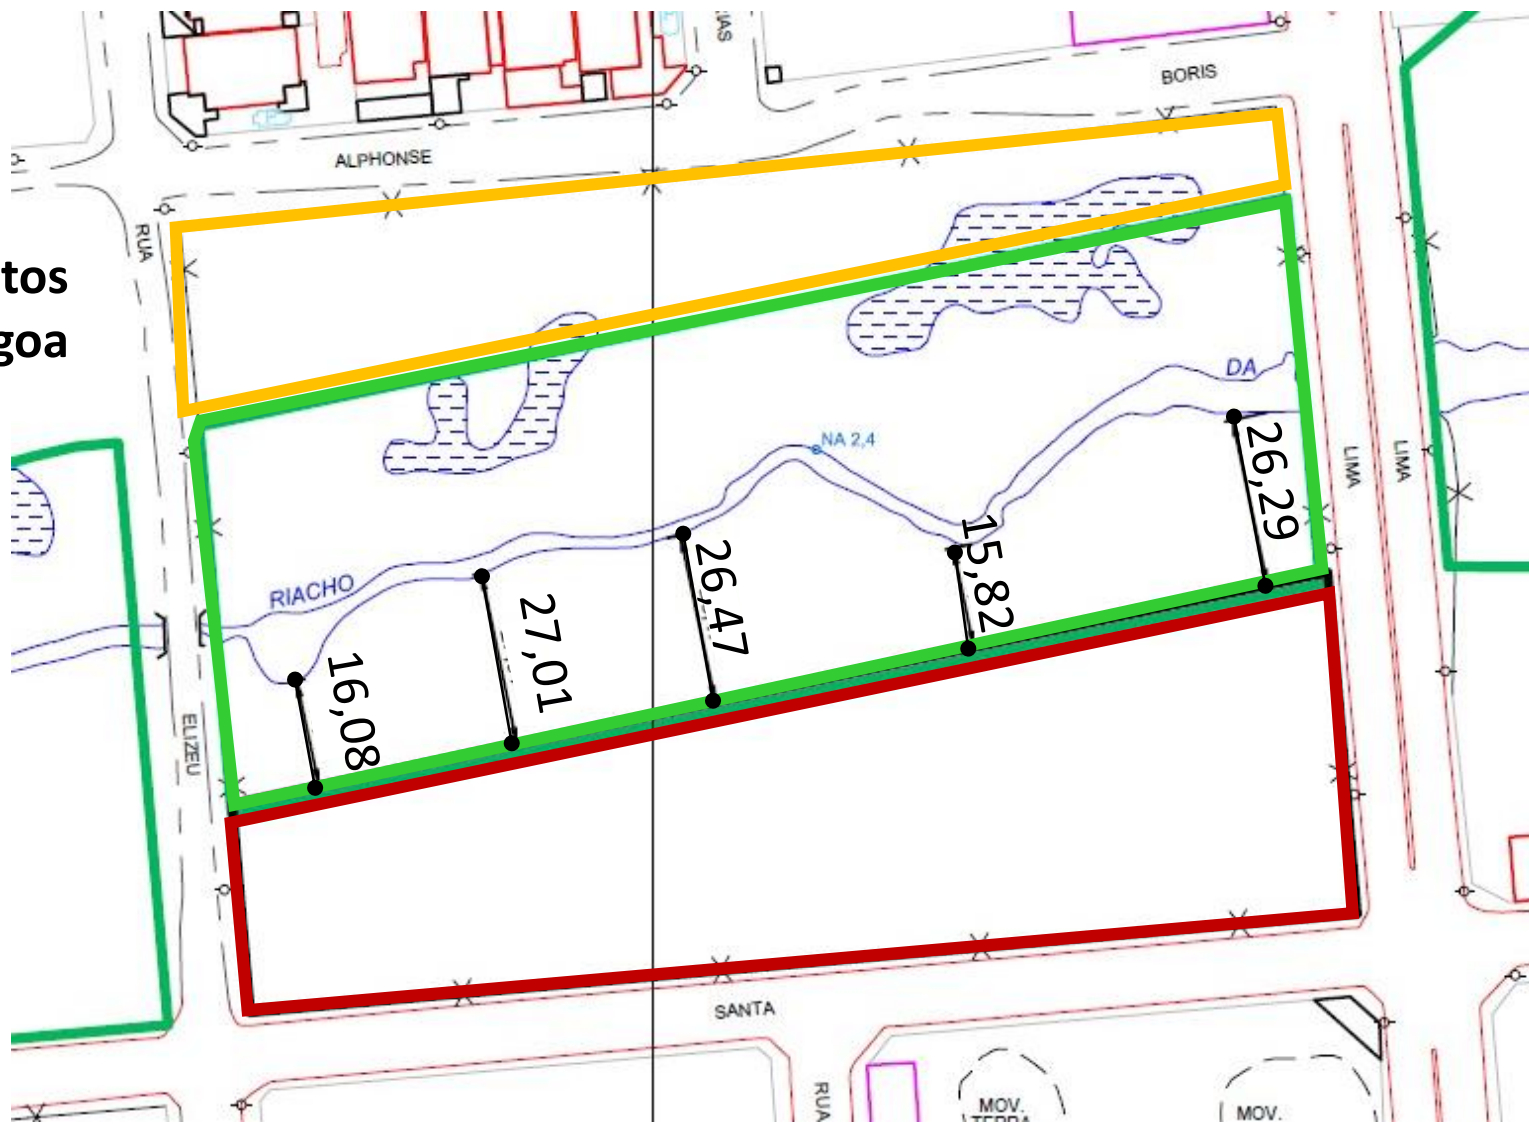 BORIS
ALPHONSE
RUA
tos
goa
NA 2,4
DA
LIMA
LIMA
26,29
15,82
26,47
RIACHO
27,01
16,08
ELIZEU
SANTA
RUA
MOV.
MOV.